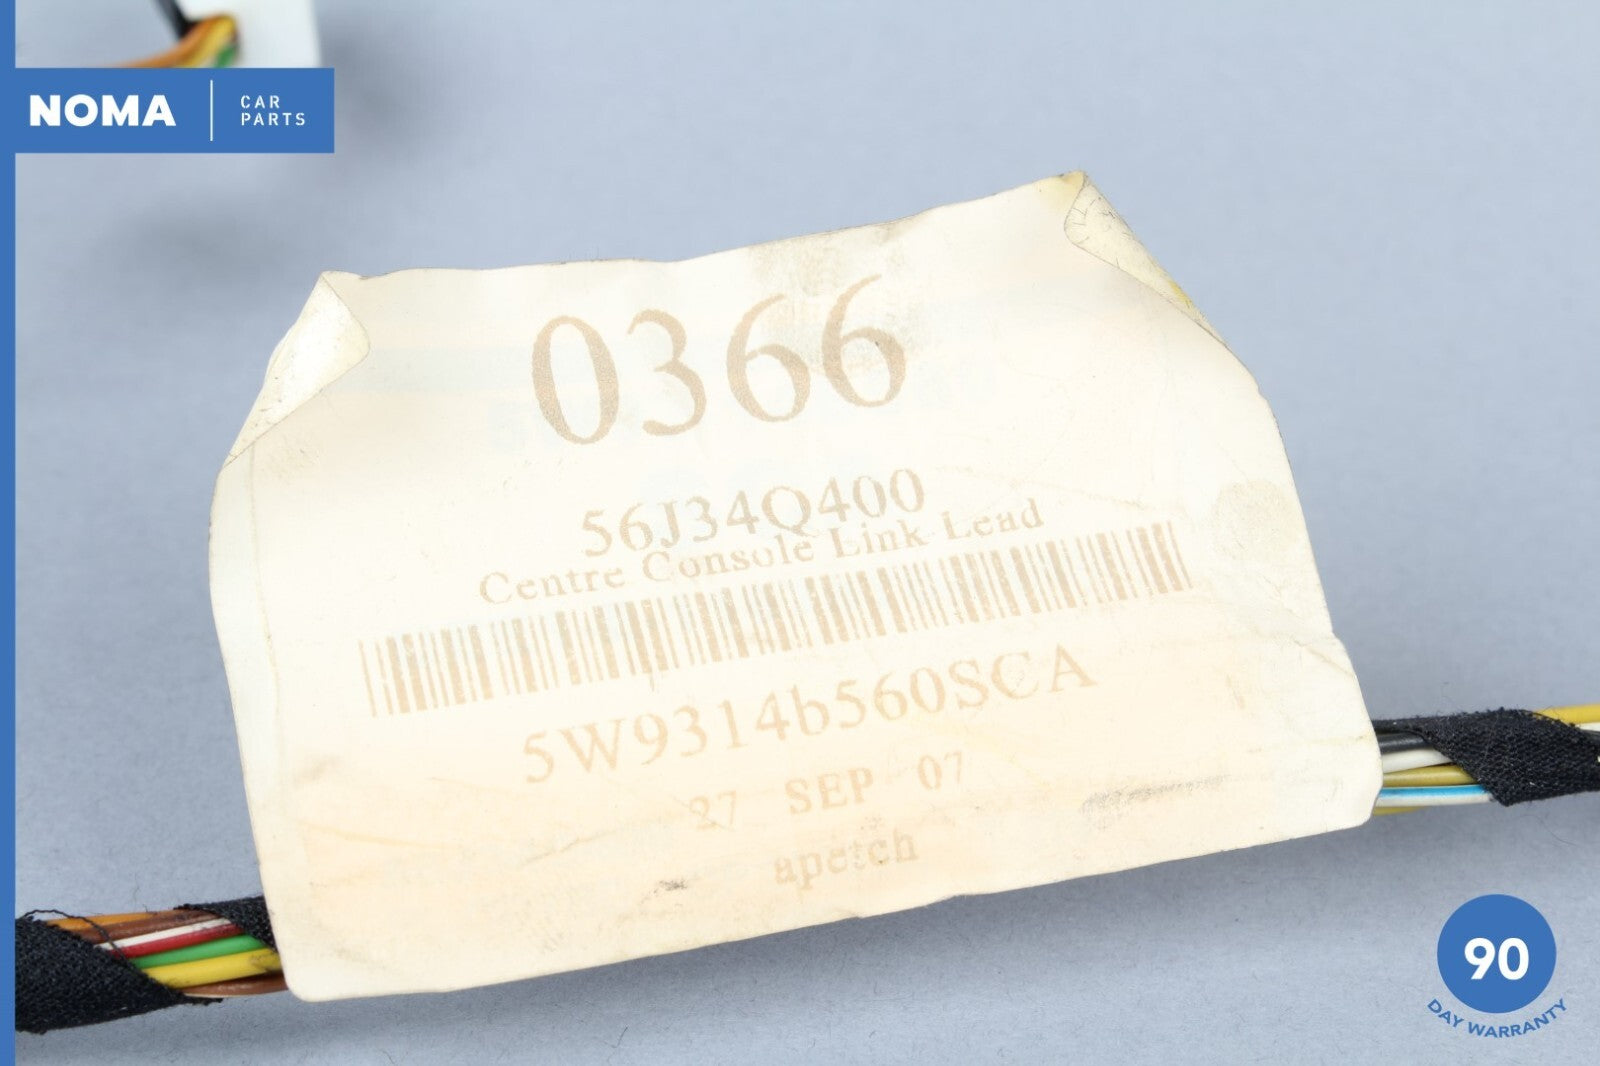 NOMA
CAR
PARTS
0366
56J34Q400
Centre Console Link Lead
5W9314b560SCA
27 SEP 07
apetch
90
DAY WARRANTY